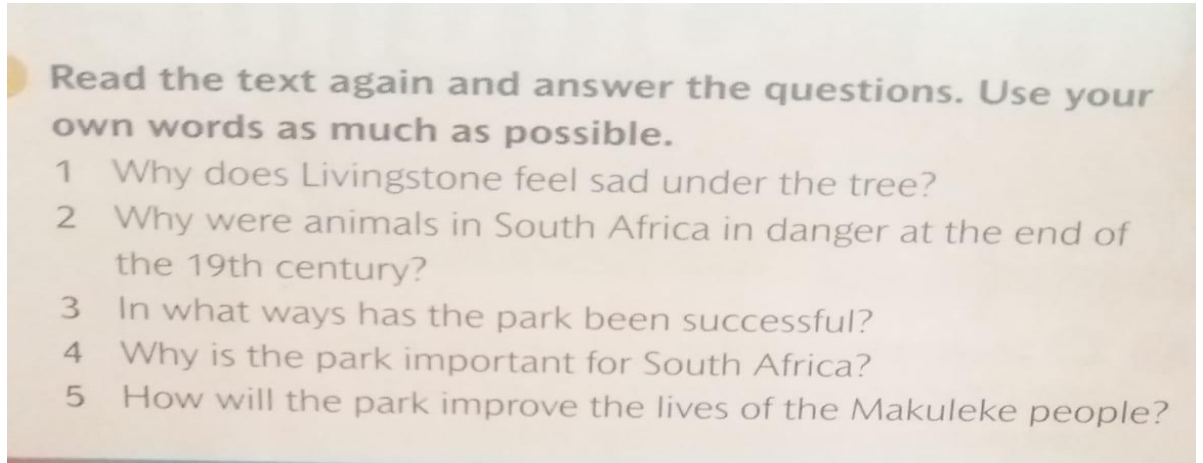 Read the text again and answer the questions. Use your
own words as much as possible.
1 Why does Livingstone feel sad under the tree?
2 Why were animals in South Africa in danger at the end of
the 19th century?
3 In what ways has the park been successful?
4 Why is the park important for South Africa?
5 How will the park improve the lives of the Makuleke people?